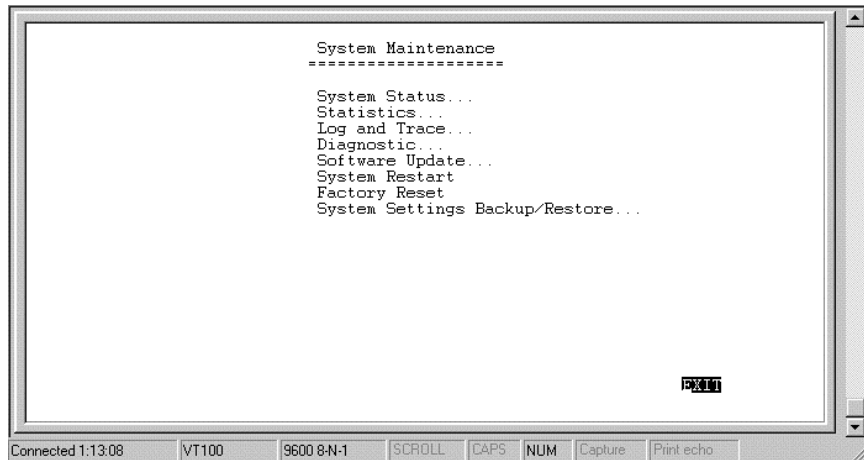 System Maintenance
=====================
System Status...
Statistics...
Log and Trace...
Diagnostic...
Software Update...
System Restart
Factory Reset
System Settings Backup/Restore...
EXIT
Connected 1:13:08 VT100 9600 8-N-1 SCROLL CAPS NUM Capture Print echo